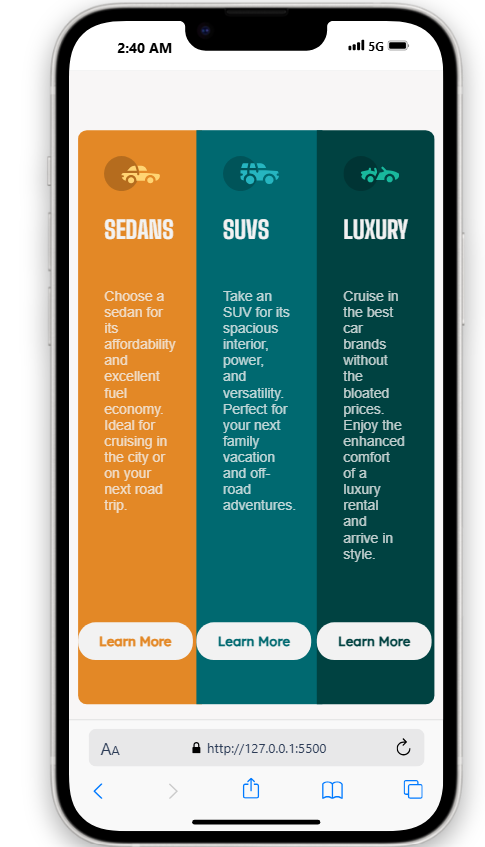 2:40 AM
5G
SEDANS
Choose a
sedan for
its
affordability
and
excellent
fuel
economy.
Ideal for
cruising in
the city or
on your
next road
trip.
Learn More
SUVS
Take an
SUV for its
spacious
interior,
power,
and
versatility.
Perfect for
your next
family
vacation
and off-
road
adventures.
Learn More
LUXURY
Cruise in
the best
car
brands
without
the
bloated
prices.
Enjoy the
enhanced
comfort
of a
luxury
rental
and
arrive in
style.
Learn More
AA
http://127.0.0.1:5500